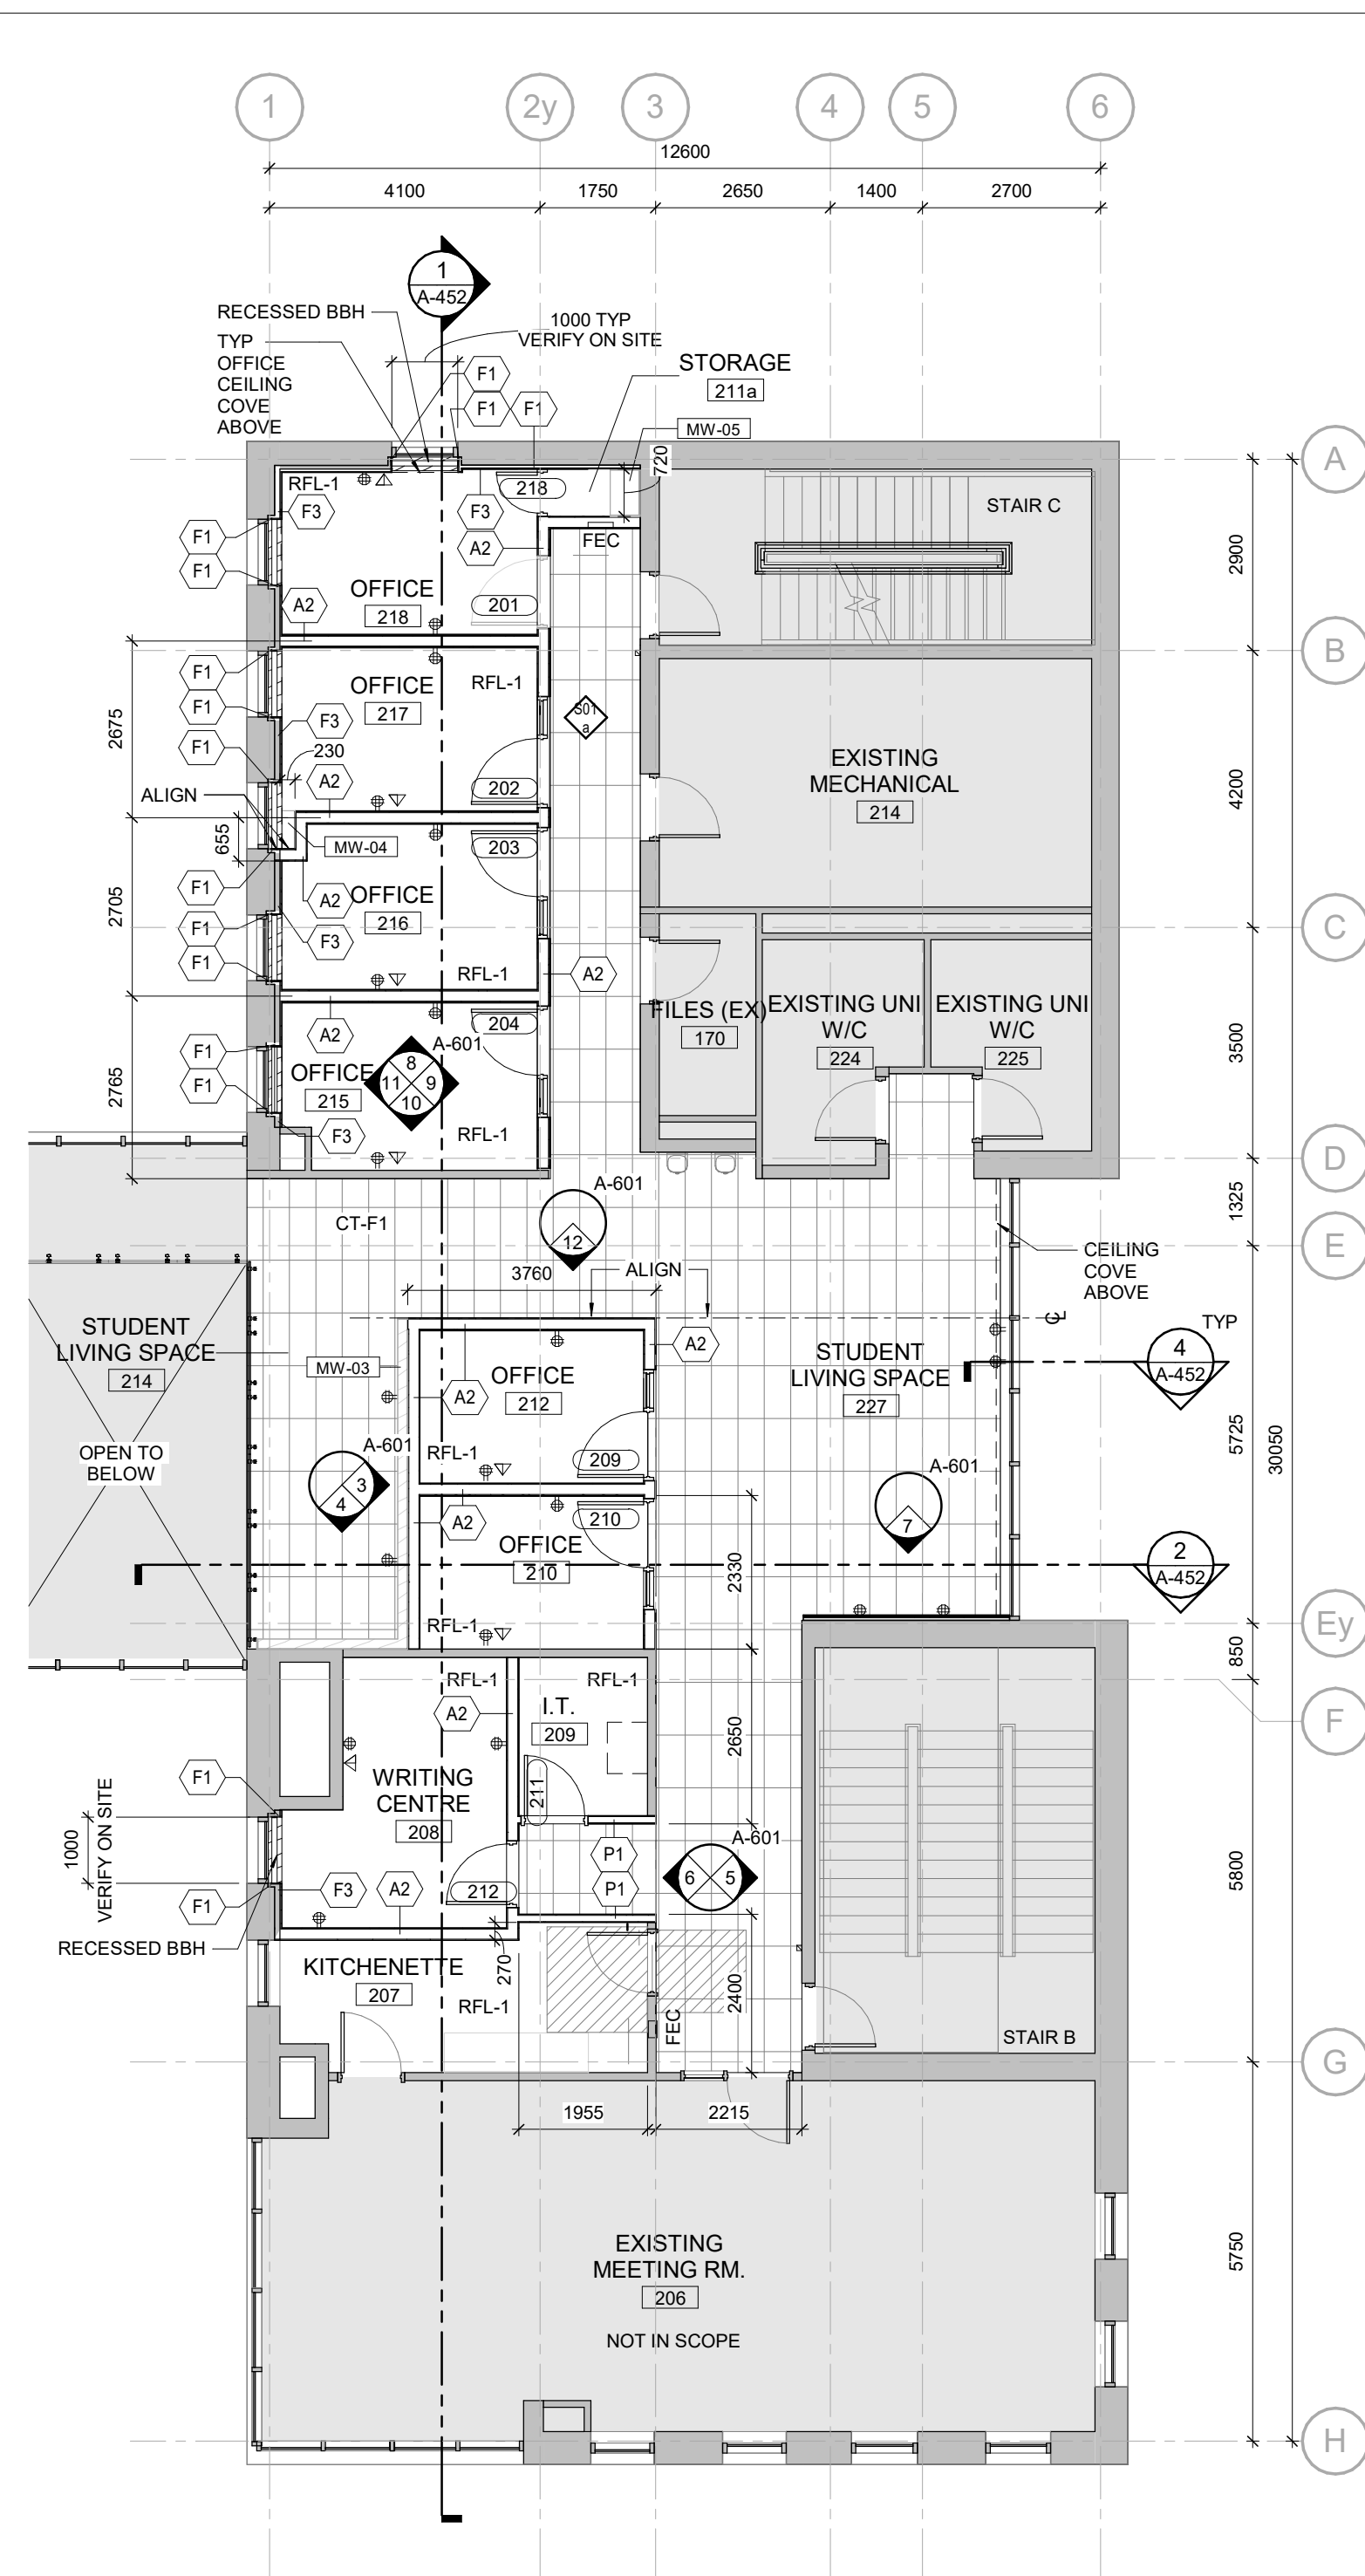 1 2y 3 4 5 6
12600
4100 1750 2650 1400 2700
1
A-452
RECESSED BBH
1000 TYP
VERIFY ON SITE
TYP
OFFICE
CEILING
COVE
ABOVE
STORAGE
211a
F1
F1 F1
MW-05
A
720
RFL-1
218
STAIR C
F3 F3
F1
A2
FEC
2900
F1
OFFICE
218
A2
201
B
F1
OFFICE
217
RFL-1
F1
F3
S01
a
2675
F1
230
EXISTING
MECHANICAL
214
A2
202
4200
ALIGN
655
MW-04
203
F1
A2
OFFICE
216
2705
F1
F3
C
F1
RFL-1
A2
FILES (EX)
170
EXISTING UNI
W/C
224
EXISTING UNI
W/C
225
A2
204
A-601
F1
8
11 9
10
OFFICE
215
3500
F1
2765
F3
RFL-1
D
A-601
CT-F1
12
1325
E
CEILING
COVE
ABOVE
3760
ALIGN
℄
TYP
STUDENT
LIVING SPACE
214
A2
4
A-452
STUDENT
LIVING SPACE
227
MW-03
OFFICE
212
A2
5725
30050
OPEN TO
BELOW
A-601
RFL-1
209
A-601
3
4
7
A2
210
OFFICE
210
2330
2
A-452
RFL-1
Ey
850
RFL-1 RFL-1
A2
I.T.
209
F
2650
F1
WRITING
CENTRE
208
211
1000
VERIFY ON SITE
A-601
P1
6 5
F3 A2
212
P1
5800
F1
RECESSED BBH
270
KITCHENETTE
207
RFL-1
2400
FEC
STAIR B
G
1955 2215
EXISTING
MEETING RM.
206
NOT IN SCOPE
5750
H